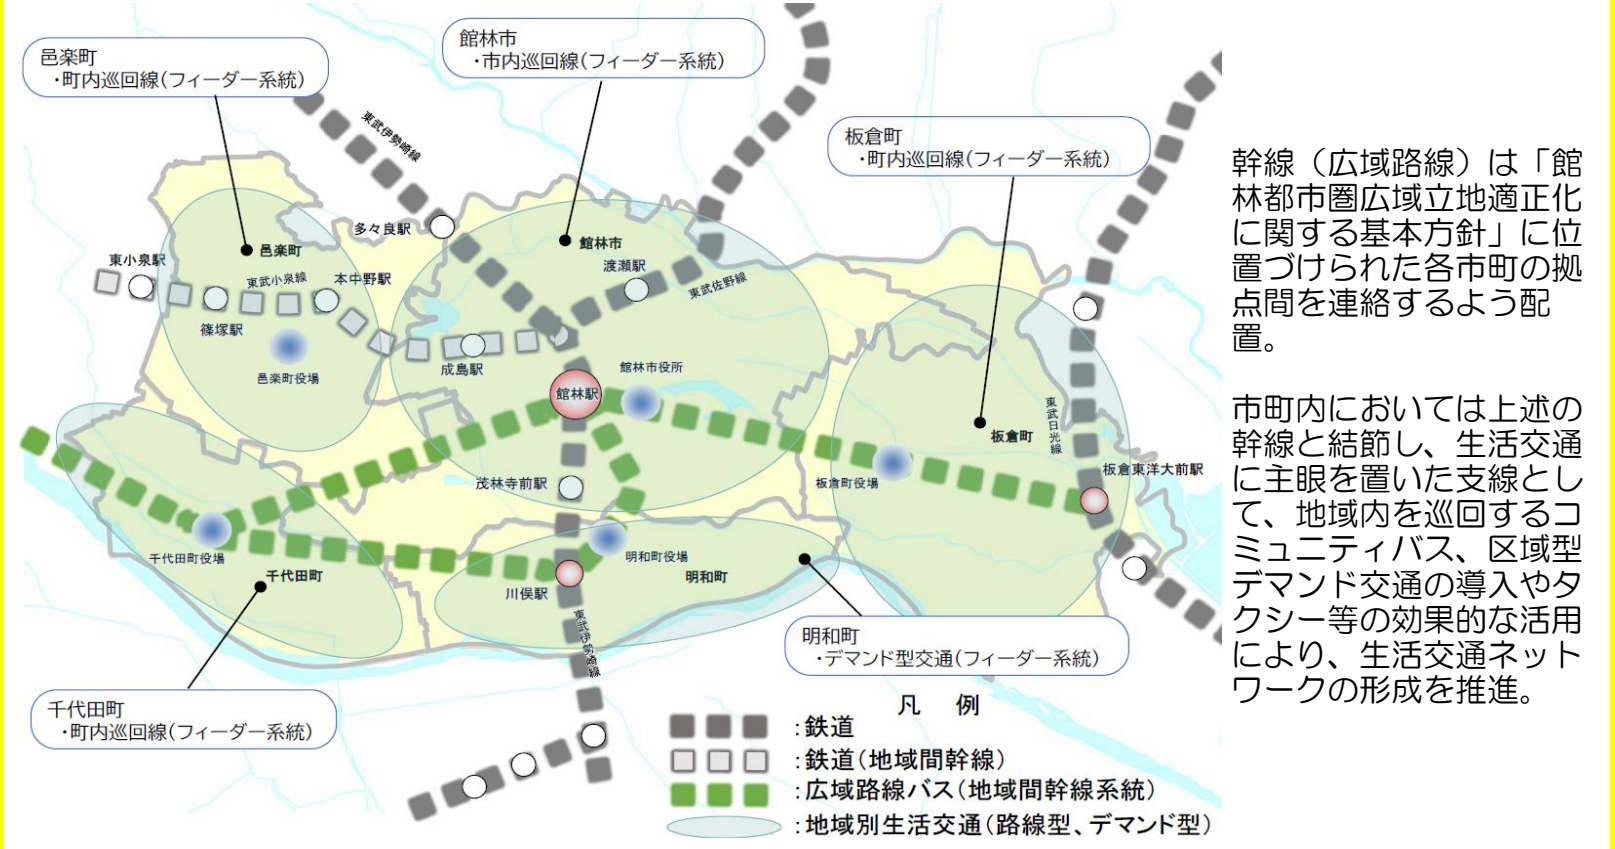 邑楽町
・町内巡回線(フィーダー系統)
館林市
・市内巡回線(フィーダー系統)
板倉町
・町内巡回線(フィーダー系統)
東武伊勢崎線
多々良駅
邑楽町
館林市
東小泉駅
東武小泉線
本中野駅
渡瀬駅
東武佐野線
篠塚駅
成島駅
邑楽町役場
館林駅
館林市役所
東武日光線
板倉町
板倉東洋大前駅
茂林寺前駅
板倉町役場
千代田町役場
千代田町
川俣駅
明和町役場
明和町
東武伊勢崎線
明和町
・デマンド型交通(フィーダー系統)
千代田町
・町内巡回線(フィーダー系統)
凡 例
:鉄道
:鉄道(地域間幹線)
:広域路線バス(地域間幹線系統)
:地域別生活交通(路線型、デマンド型)
幹線（広域路線）は「館
林都市圏広域立地適正化
に関する基本方針」に位
置づけられた各市町の拠
点間を連絡するよう配
置。
市町内においては上述の
幹線と結節し、生活交通
に主眼を置いた支線とし
て、地域内を巡回するコ
ミュニティバス、区域型
デマンド交通の導入やタ
クシー等の効果的な活用
により、生活交通ネット
ワークの形成を推進。